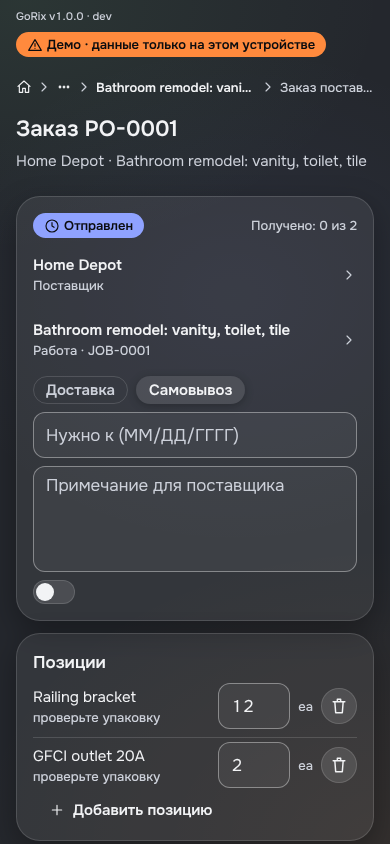 GoRix v1.0.0 · dev
Демо · данные только на этом устройстве
Bathroom remodel: vani... Заказ постав...
Заказ PO-0001
Home Depot · Bathroom remodel: vanity, toilet, tile
Отправлен Получено: 0 из 2
Home Depot
Поставщик
Bathroom remodel: vanity, toilet, tile
Работа · JOB-0001
Доставка Самовывоз
Нужно к (ММ/ДД/ГГГГ)
Примечание для поставщика
Позиции
Railing bracket
проверьте упаковку
12 ea
GFCI outlet 20A
проверьте упаковку
2 ea
+ Добавить позицию